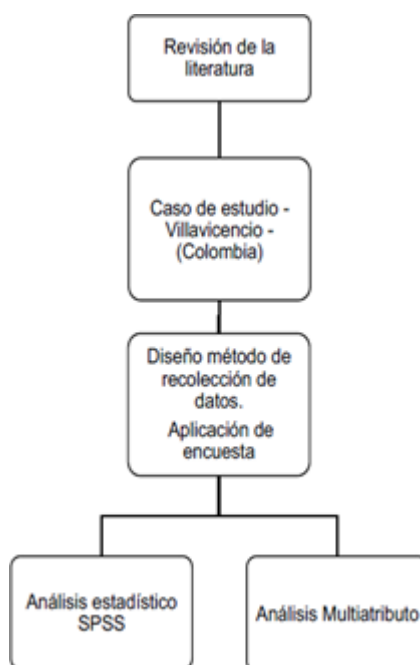 Revisión de la
literatura
Caso de estudio -
Villavicencio -
(Colombia)
Diseño método de
recolección de
datos.
Aplicación de
encuesta
Análisis estadístico
SPSS
Análisis Multiatributo